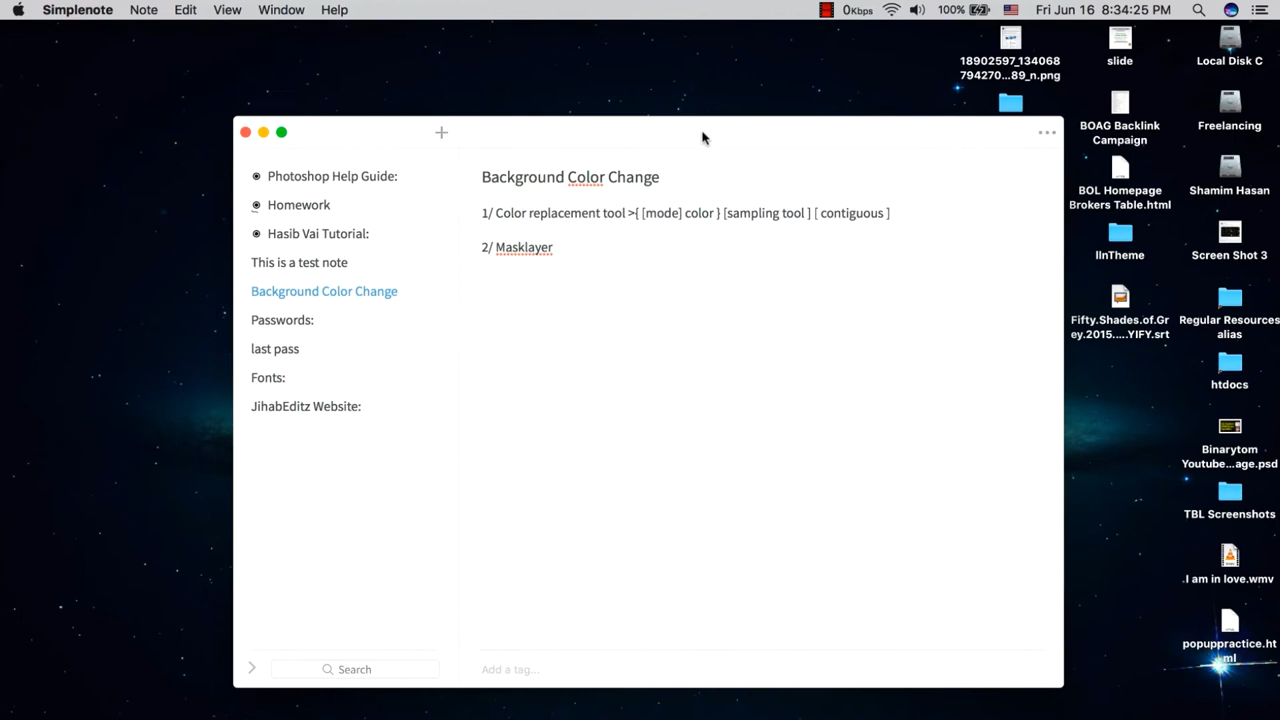 Simplenote Note Edit View Window Help 0Kbps 100% Fri Jun 16 8:34:25 PM
18902597_134068
794270...89_n.png
slide
Local Disk C
BOAG Backlink
Campaign
Freelancing
BOL Homepage
Brokers Table.html
Shamim Hasan
IInTheme
Screen Shot 3
Fifty.Shades.of.Gr
ey.2015.....YIFY.srt
Regular Resources
alias
htdocs
Binarytom
Youtube...age.psd
TBL Screenshots
I am in love.wmv
popuppractice.ht
ml
Photoshop Help Guide:
Homework
Hasib Vai Tutorial:
This is a test note
Background Color Change
Passwords:
last pass
Fonts:
JihabEditz Website:
Search
Background Color Change
1/ Color replacement tool >{ [mode] color } [sampling tool ] [ contiguous ]
2/ Masklayer
Add a tag...